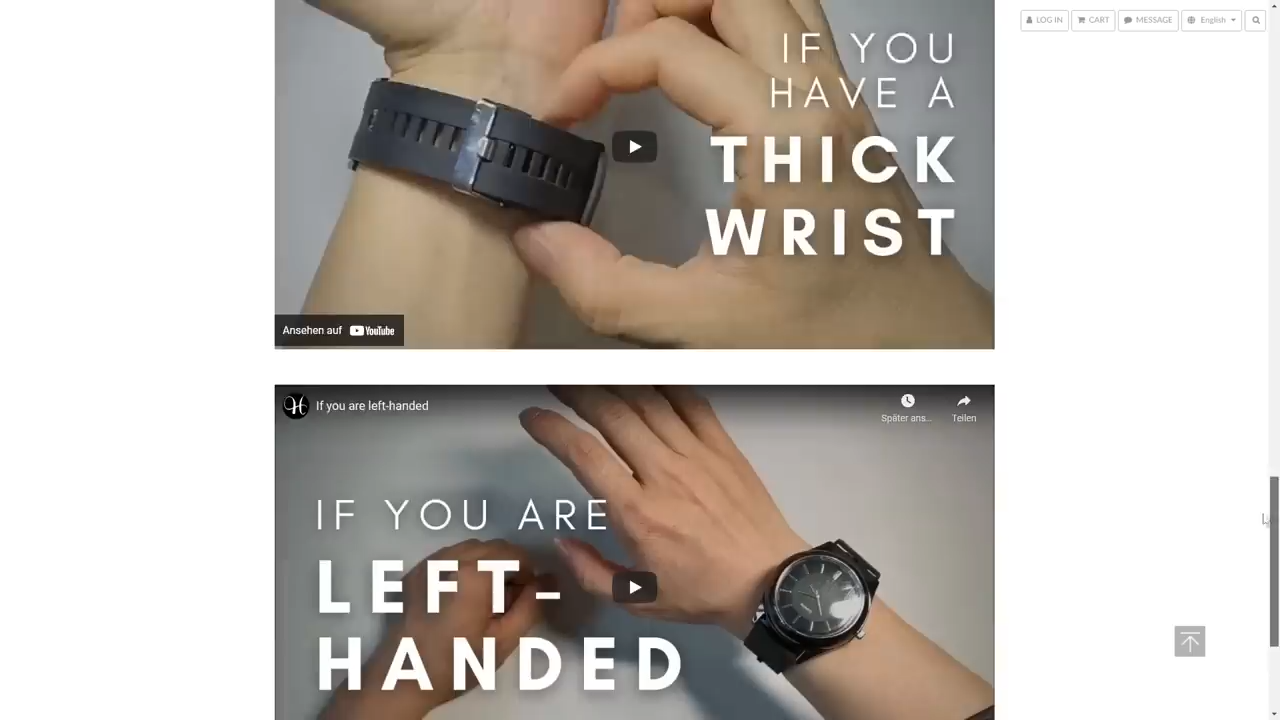 LOG IN
CART
MESSAGE
English
IF YOU
HAVE A
THICK
WRIST
Ansehen auf YouTube
If you are left-handed
Später ans...
Teilen
IF YOU ARE
LEFT-
HANDED